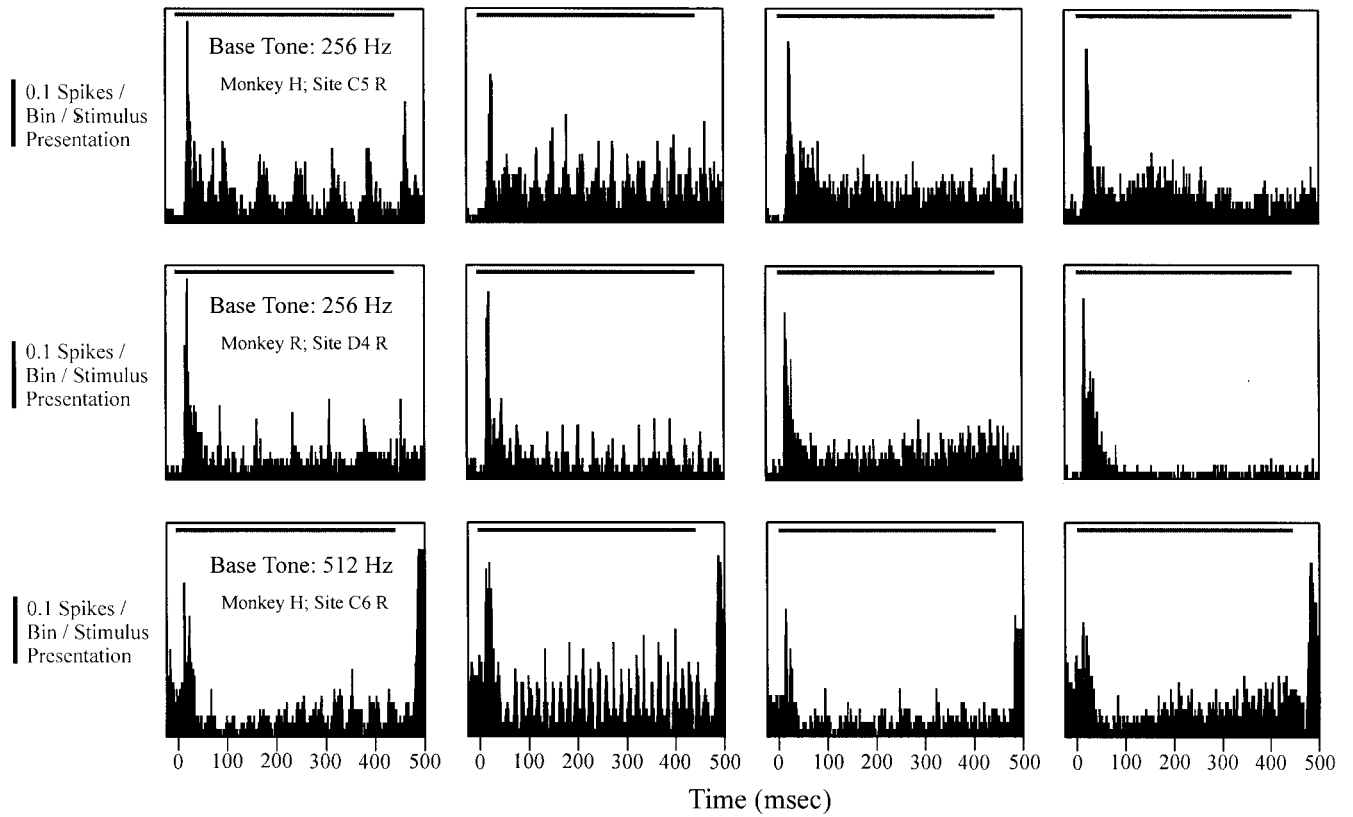 Base Tone: 256 Hz
Monkey H; Site C5 R
0.1 Spikes /
Bin / Stimulus
Presentation
Base Tone: 256 Hz
Monkey R; Site D4 R
0.1 Spikes /
Bin / Stimulus
Presentation
Base Tone: 512 Hz
Monkey H; Site C6 R
0.1 Spikes /
Bin / Stimulus
Presentation
0 100 200 300 400 500 0 100 200 300 400 500 0 100 200 300 400 500 0 100 200 300 400 500
Time (msec)